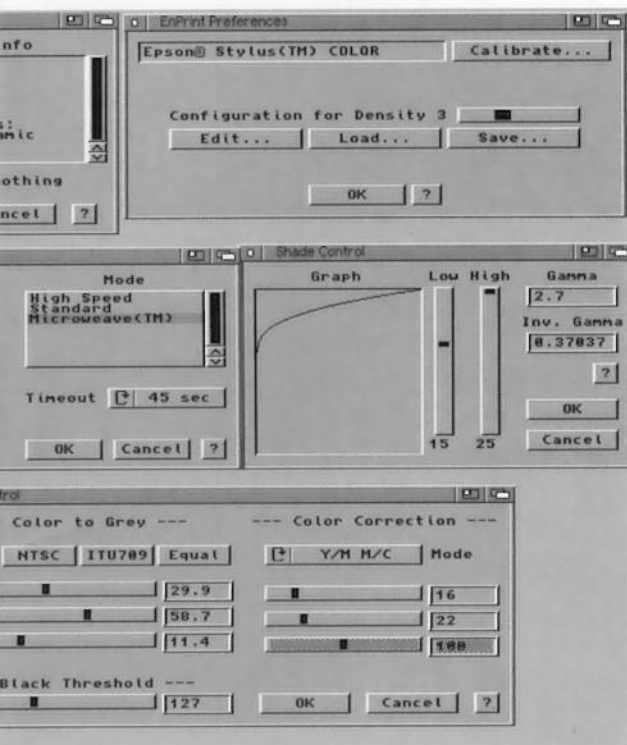 nfo
s:
amic
othing
ncel ?
EnPrint Preferences
Epson® Stylus(TM) COLOR Calibrate...
Configuration for Density 3
Edit... Load... Save...
OK ?
Mode
High Speed
Standard
Microweave(TM)
Timeout 45 sec
OK Cancel ?
Shade Control
Graph Low High Gamma
2.7
Inv. Gamma
0.37037
?
OK
15 25 Cancel
trol
Color to Grey ---
NTSC ITU709 Equal
29.9
58.7
11.4
Black Threshold ---
127
--- Color Correction ---
Y/M M/C Mode
16
22
100
OK Cancel ?